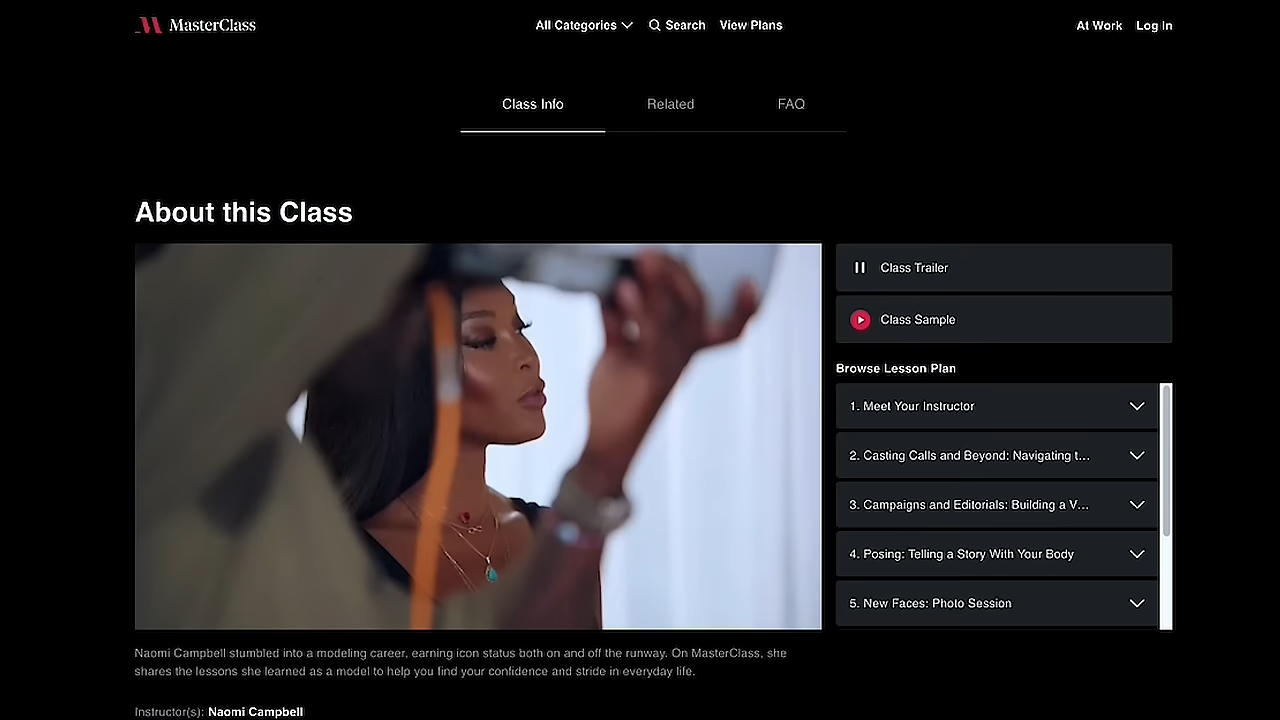 MasterClass
All Categories Search View Plans
At Work Log In
Class Info Related FAQ
About this Class
Class Trailer
Class Sample
Browse Lesson Plan
1. Meet Your Instructor
2. Casting Calls and Beyond: Navigating t...
3. Campaigns and Editorials: Building a V...
4. Posing: Telling a Story With Your Body
5. New Faces: Photo Session
Naomi Campbell stumbled into a modeling career, earning icon status both on and off the runway. On MasterClass, she
shares the lessons she learned as a model to help you find your confidence and stride in everyday life.
Instructor(s): Naomi Campbell